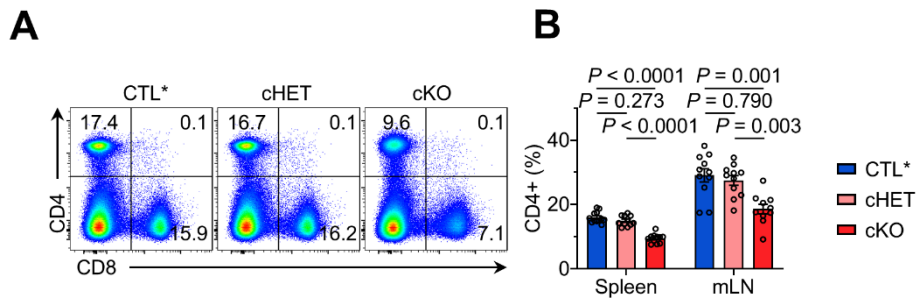 A
CTL* cHET cKO
17.4 0.1 16.7 0.1 9.6 0.1
15.9 16.2 7.1
CD4
CD8
B
P < 0.0001 P = 0.001
P = 0.273 P = 0.790
P < 0.0001 P = 0.003
40
20
0
CD4+ (%)
Spleen mLN
CTL*
cHET
cKO